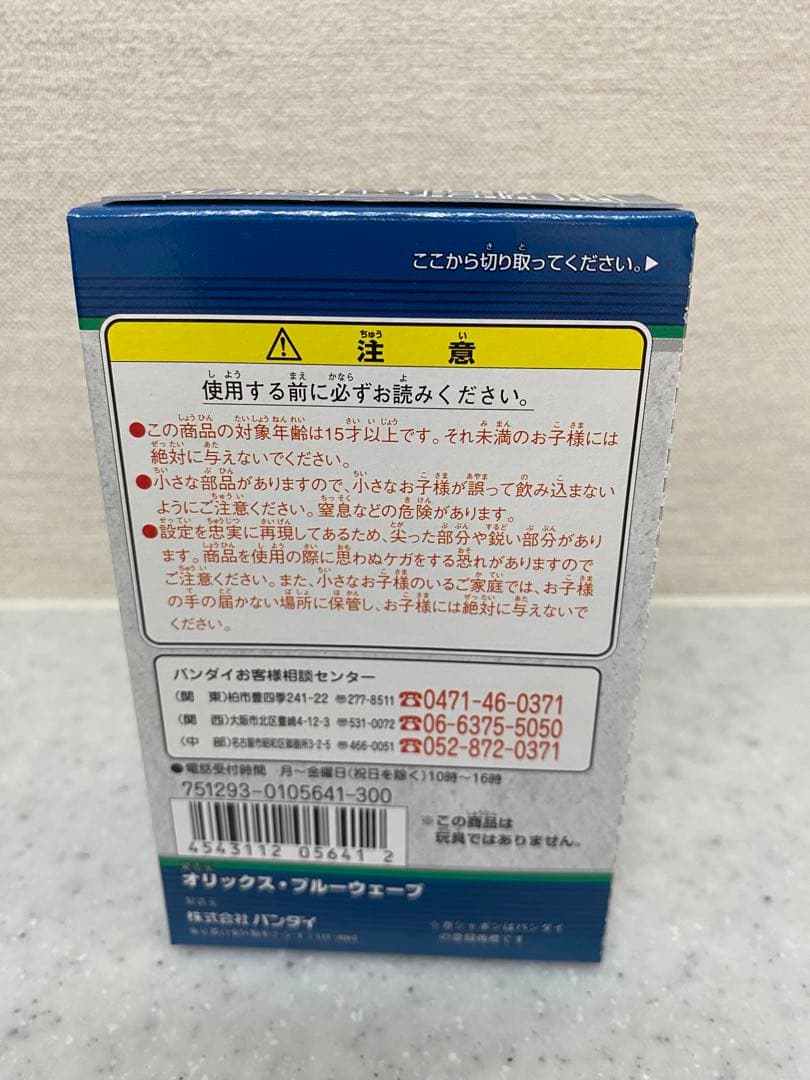 ここから切り取ってください。▶
⚠ 注意
使用する前に必ずお読みください。
●この商品の対象年齢は15才以上です。それ未満のお子様には
絶対に与えないでください。
●小さな部品がありますので、小さなお子様が誤って飲み込まない
ようにご注意ください。窒息などの危険があります。
●設定を忠実に再現してあるため、尖った部分や鋭い部分があり
ます。商品を使用の際に思わぬケガをする恐れがありますので
ご注意ください。また、小さなお子様のいるご家庭では、お子様
の手の届かない場所に保管し、お子様には絶対に与えないで
ください。
バンダイお客様相談センター
(関 東)柏市豊四季241-22 〠277-8511 ☎0471-46-0371
(関 西)大阪市北区豊崎4-12-3 〠531-0072 ☎06-6375-5050
(中 部)名古屋市昭和区御器所3-2-5 〠466-0051 ☎052-872-0371
●電話受付時間 月～金曜日(祝日を除く)10時～16時
751293-0105641-300
4543112 056412
※この商品は
玩具ではありません。
オリックス・ブルーウェーブ
株式会社 バンダイ
ガシャポンはバンダイ
の登録商標です